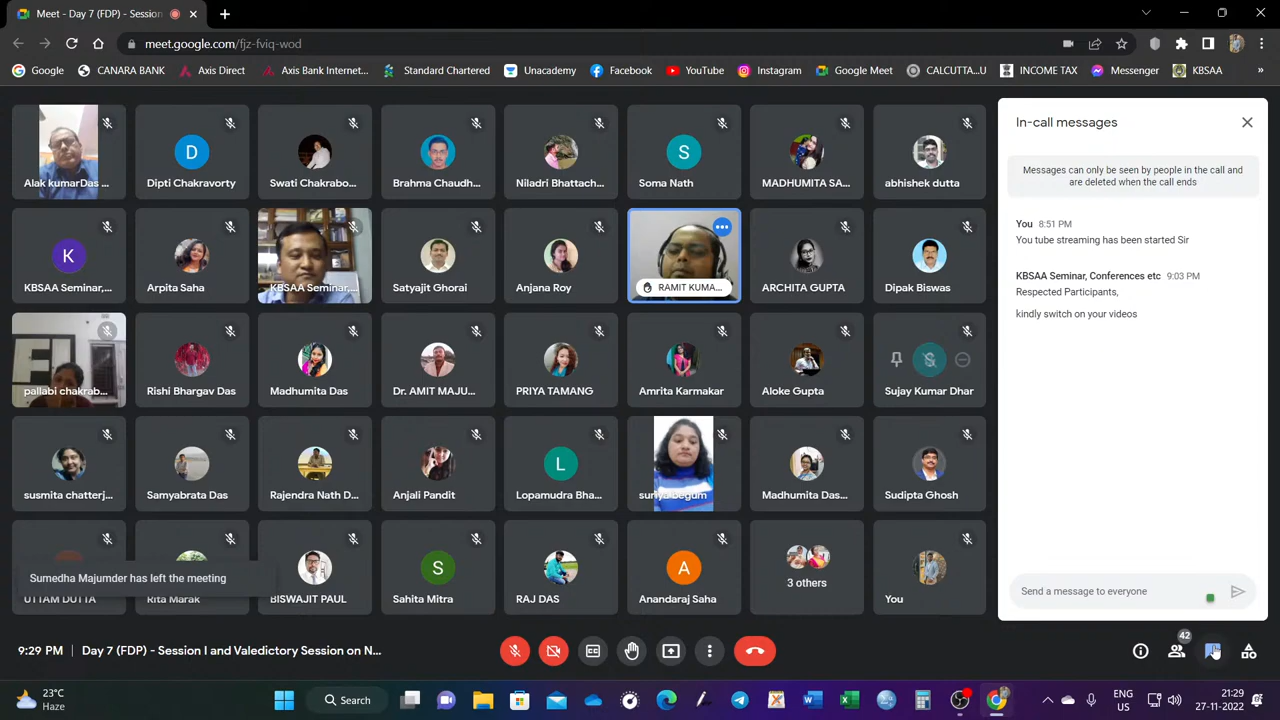 Meet - Day 7 (FDP) - Session
meet.google.com/fjz-fviq-wod
Google
CANARA BANK
Axis Direct
Axis Bank Internet...
Standard Chartered
Unacademy
Facebook
YouTube
Instagram
Google Meet
CALCUTTA...U
INCOME TAX
Messenger
KBSAA
»
In-call messages
Messages can only be seen by people in the call and
are deleted when the call ends
You 8:51 PM
You tube streaming has been started Sir
KBSAA Seminar, Conferences etc 9:03 PM
Respected Participants,
kindly switch on your videos
Send a message to everyone
Alak kumarDas ...
D
Dipti Chakravorty
Swati Chakrabo...
Brahma Chaudh...
Niladri Bhattach...
S
Soma Nath
MADHUMITA SA...
abhishek dutta
K
KBSAA Seminar,...
Arpita Saha
KBSAA Seminar,...
Satyajit Ghorai
Anjana Roy
RAMIT KUMA...
ARCHITA GUPTA
Dipak Biswas
pallabi chakrab...
Rishi Bhargav Das
Madhumita Das
Dr. AMIT MAJU...
PRIYA TAMANG
Amrita Karmakar
Aloke Gupta
Sujay Kumar Dhar
susmita chatterj...
Samyabrata Das
Rajendra Nath D...
Anjali Pandit
L
Lopamudra Bha...
suriya begum
Madhumita Das...
Sudipta Ghosh
Sumedha Majumder has left the meeting
UTTAM DUTTA
Rita Marak
BISWAJIT PAUL
S
Sahita Mitra
RAJ DAS
A
Anandaraj Saha
3 others
You
9:29 PM | Day 7 (FDP) - Session I and Valedictory Session on N...
42
23°C
Haze
Search
ENG
US
21:29
27-11-2022